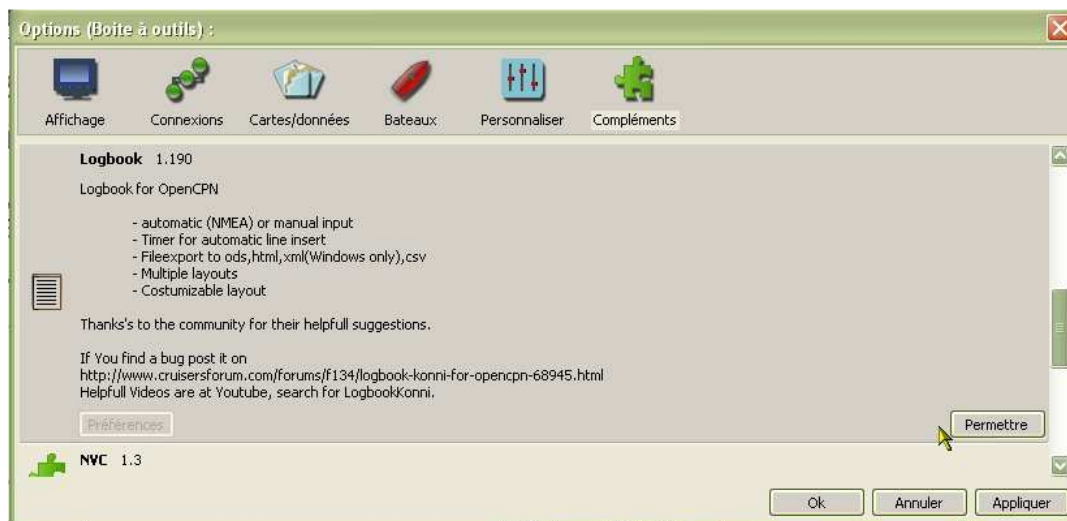 Options (Boite à outils) :
Affichage Connexions Cartes/données Bateaux Personnaliser Compléments
Logbook 1.190
Logbook for OpenCPN
- automatic (NMEA) or manual input
- Timer for automatic line insert
- Fileexport to ods,html,xml(Windows only),csv
- Multiple layouts
- Costumizable layout
Thanks's to the community for their helpfull suggestions.
If You find a bug post it on
http://www.cruisersforum.com/forums/f134/logbook-konni-for-opencpn-68945.html
Helpfull Videos are at Youtube, search for LogbookKonni.
Préférences Permettre
NVC 1.3
Ok Annuler Appliquer